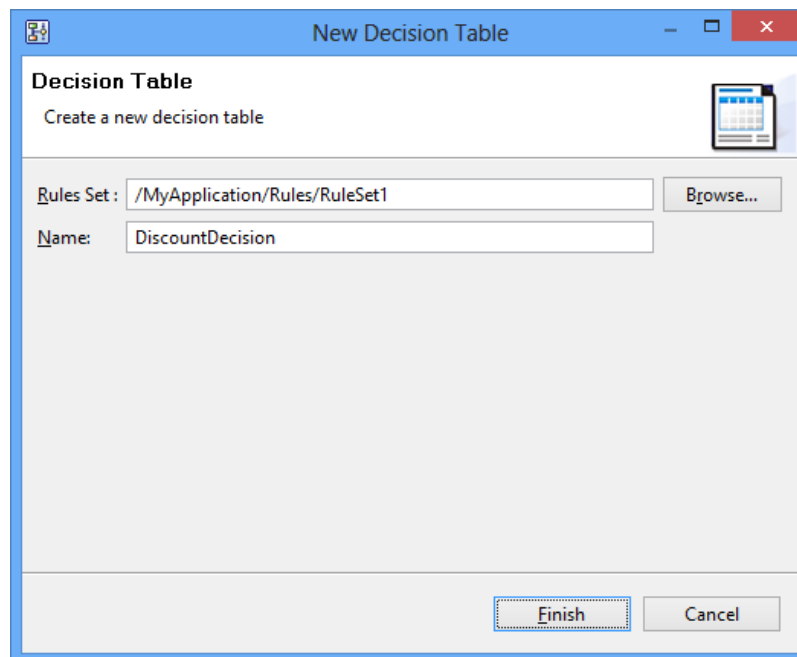 New Decision Table
Decision Table
Create a new decision table
Rules Set : /MyApplication/Rules/RuleSet1 Browse...
Name: DiscountDecision
Finish Cancel